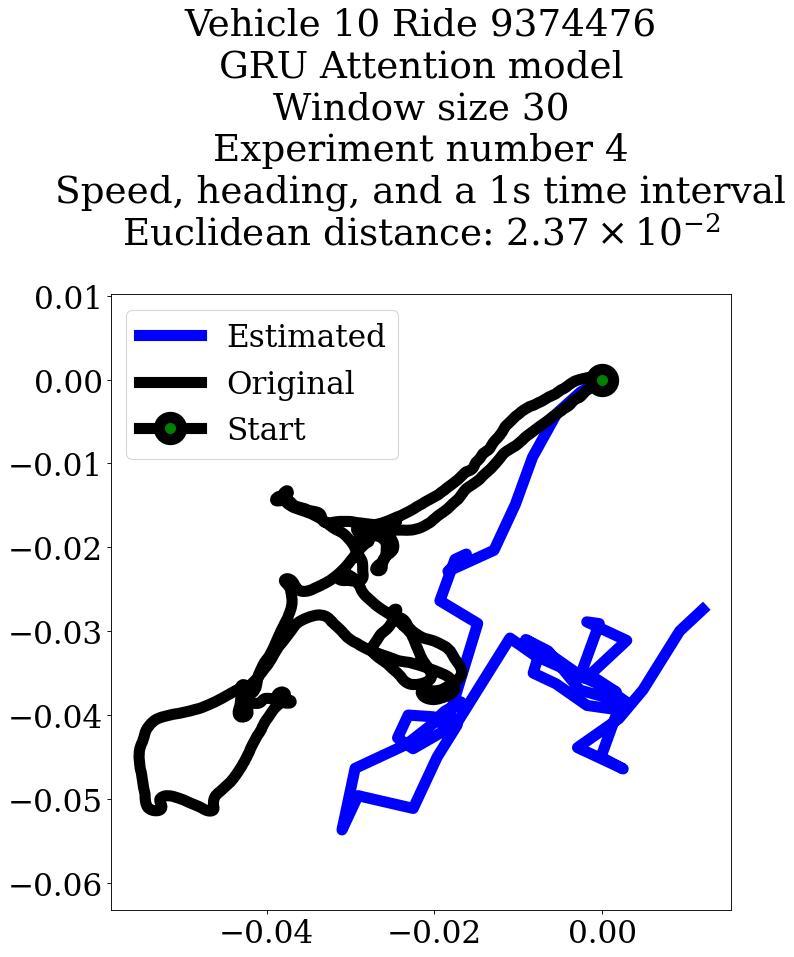 Vehicle 10 Ride 9374476
GRU Attention model
Window size 30
Experiment number 4
Speed, heading, and a 1s time interval
Euclidean distance: 2.37 × 10⁻²
0.01
0.00
−0.01
−0.02
−0.03
−0.04
−0.05
−0.06
Estimated
Original
Start
−0.04
−0.02
0.00